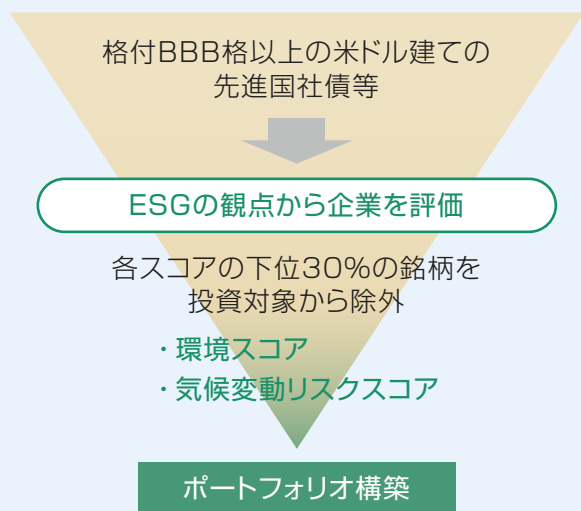 格付BBB格以上の米ドル建ての
先進国社債等
ESGの観点から企業を評価
各スコアの下位30%の銘柄を
投資対象から除外
・環境スコア
・気候変動リスクスコア
ポートフォリオ構築